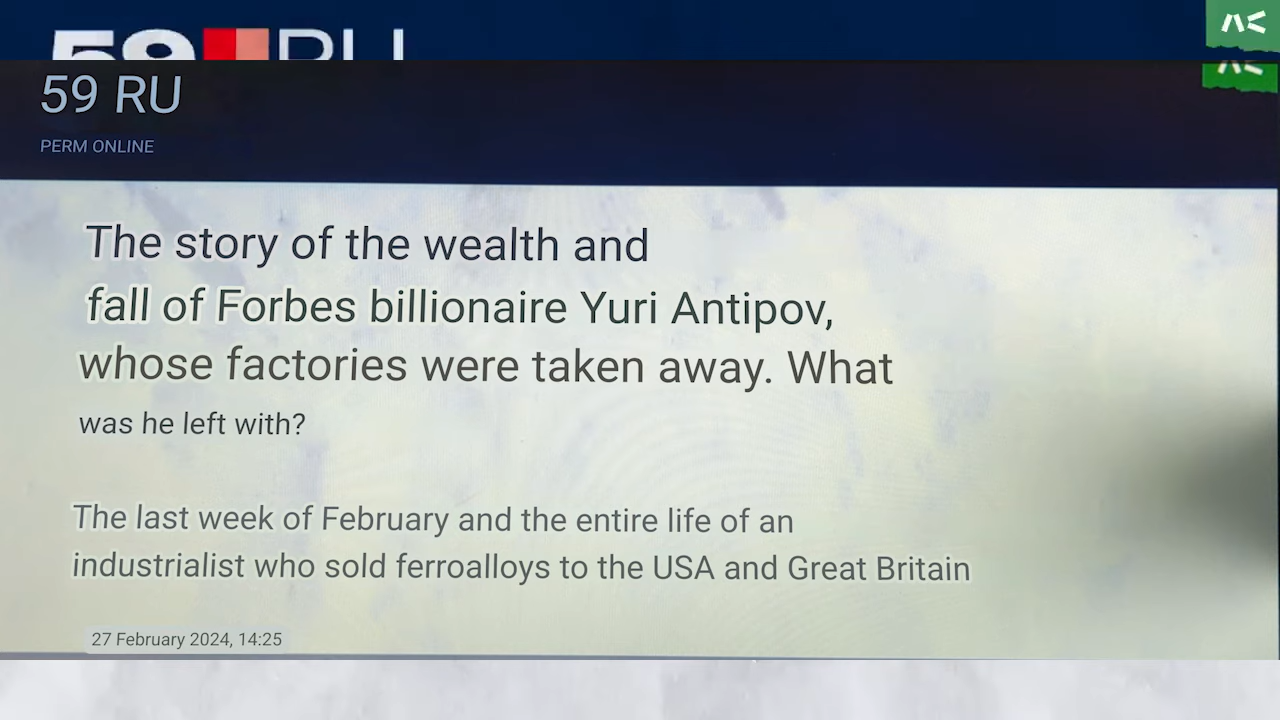 59 RU
59 RU
PERM ONLINE
The story of the wealth and
fall of Forbes billionaire Yuri Antipov,
whose factories were taken away. What
was he left with?
The last week of February and the entire life of an
industrialist who sold ferroalloys to the USA and Great Britain
27 February 2024, 14:25